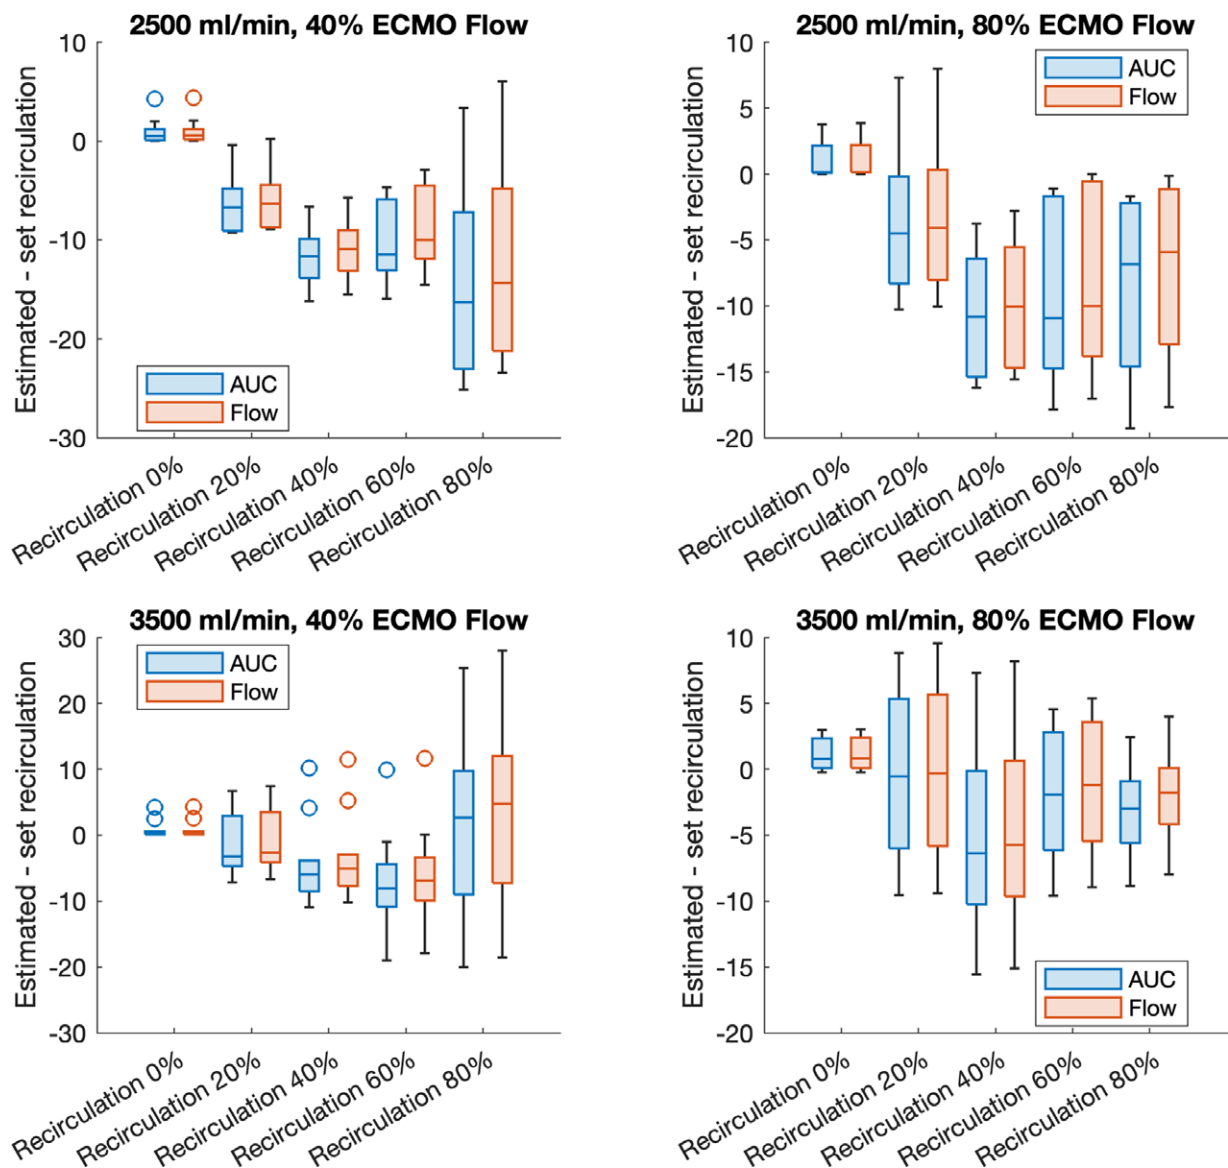 2500 ml/min, 40% ECMO Flow
10
0
-10
-20
-30
Estimated - set recirculation
AUC
Flow
Recirculation 0%
Recirculation 20%
Recirculation 40%
Recirculation 60%
Recirculation 80%
2500 ml/min, 80% ECMO Flow
10
5
0
-5
-10
-15
-20
Estimated - set recirculation
AUC
Flow
Recirculation 0%
Recirculation 20%
Recirculation 40%
Recirculation 60%
Recirculation 80%
3500 ml/min, 40% ECMO Flow
30
20
10
0
-10
-20
-30
Estimated - set recirculation
AUC
Flow
Recirculation 0%
Recirculation 20%
Recirculation 40%
Recirculation 60%
Recirculation 80%
3500 ml/min, 80% ECMO Flow
10
5
0
-5
-10
-15
-20
Estimated - set recirculation
AUC
Flow
Recirculation 0%
Recirculation 20%
Recirculation 40%
Recirculation 60%
Recirculation 80%